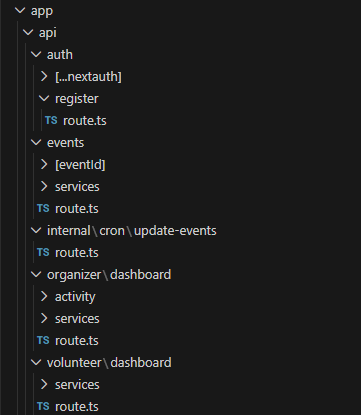 app
api
auth
[...nextauth]
register
TS route.ts
events
[eventId]
services
TS route.ts
internal\cron\update-events
TS route.ts
organizer\dashboard
activity
services
TS route.ts
volunteer\dashboard
services
TS route.ts